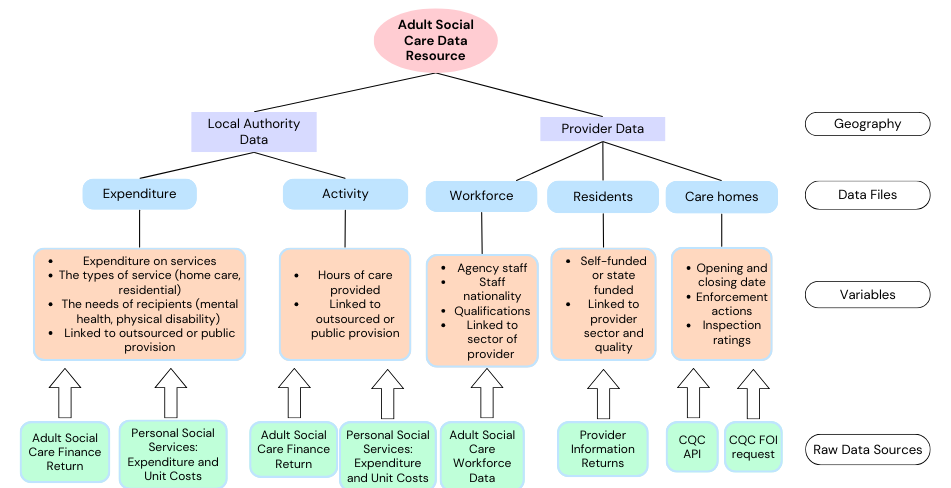 Adult Social
Care Data
Resource
Local Authority
Data
Provider Data
Geography
Expenditure
Activity
Workforce
Residents
Care homes
Data Files
• Expenditure on services
• The types of service (home care,
residential)
• The needs of recipients (mental
health, physical disability)
• Linked to outsourced or public
provision
• Hours of care
provided
• Linked to
outsourced or
public provision
• Agency staff
• Staff
nationality
• Qualifications
• Linked to
sector of
provider
• Self-funded
or state
funded
• Linked to
provider
sector and
quality
• Opening and
closing date
• Enforcement
actions
• Inspection
ratings
Variables
Adult Social
Care Finance
Return
Personal Social
Services:
Expenditure and
Unit Costs
Adult Social
Care Finance
Return
Personal Social
Services:
Expenditure
and Unit Costs
Adult Social
Care
Workforce
Data
Provider
Information
Returns
CQC
API
CQC FOI
request
Raw Data Sources